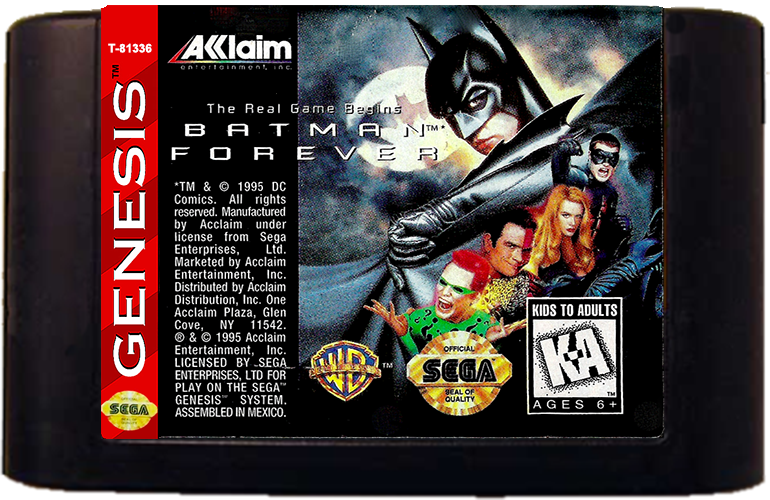 T-81336
GENESIS™
SEGA
AKklaim
entertainment, inc.
The Real Game Begins
BATMAN™*
FOREVER
*TM & © 1995 DC
Comics. All rights
reserved. Manufactured
by Acclaim under
license from Sega
Enterprises, Ltd.
Marketed by Acclaim
Entertainment, Inc.
Distributed by Acclaim
Distribution, Inc. One
Acclaim Plaza, Glen
Cove, NY 11542.
® & © 1995 Acclaim
Entertainment, Inc.
LICENSED BY SEGA
ENTERPRISES, LTD FOR
PLAY ON THE SEGA™
GENESIS™ SYSTEM.
ASSEMBLED IN MEXICO.
WB™
OFFICIAL
SEGA
SEAL OF
QUALITY
KIDS TO ADULTS
K-A
AGES 6+